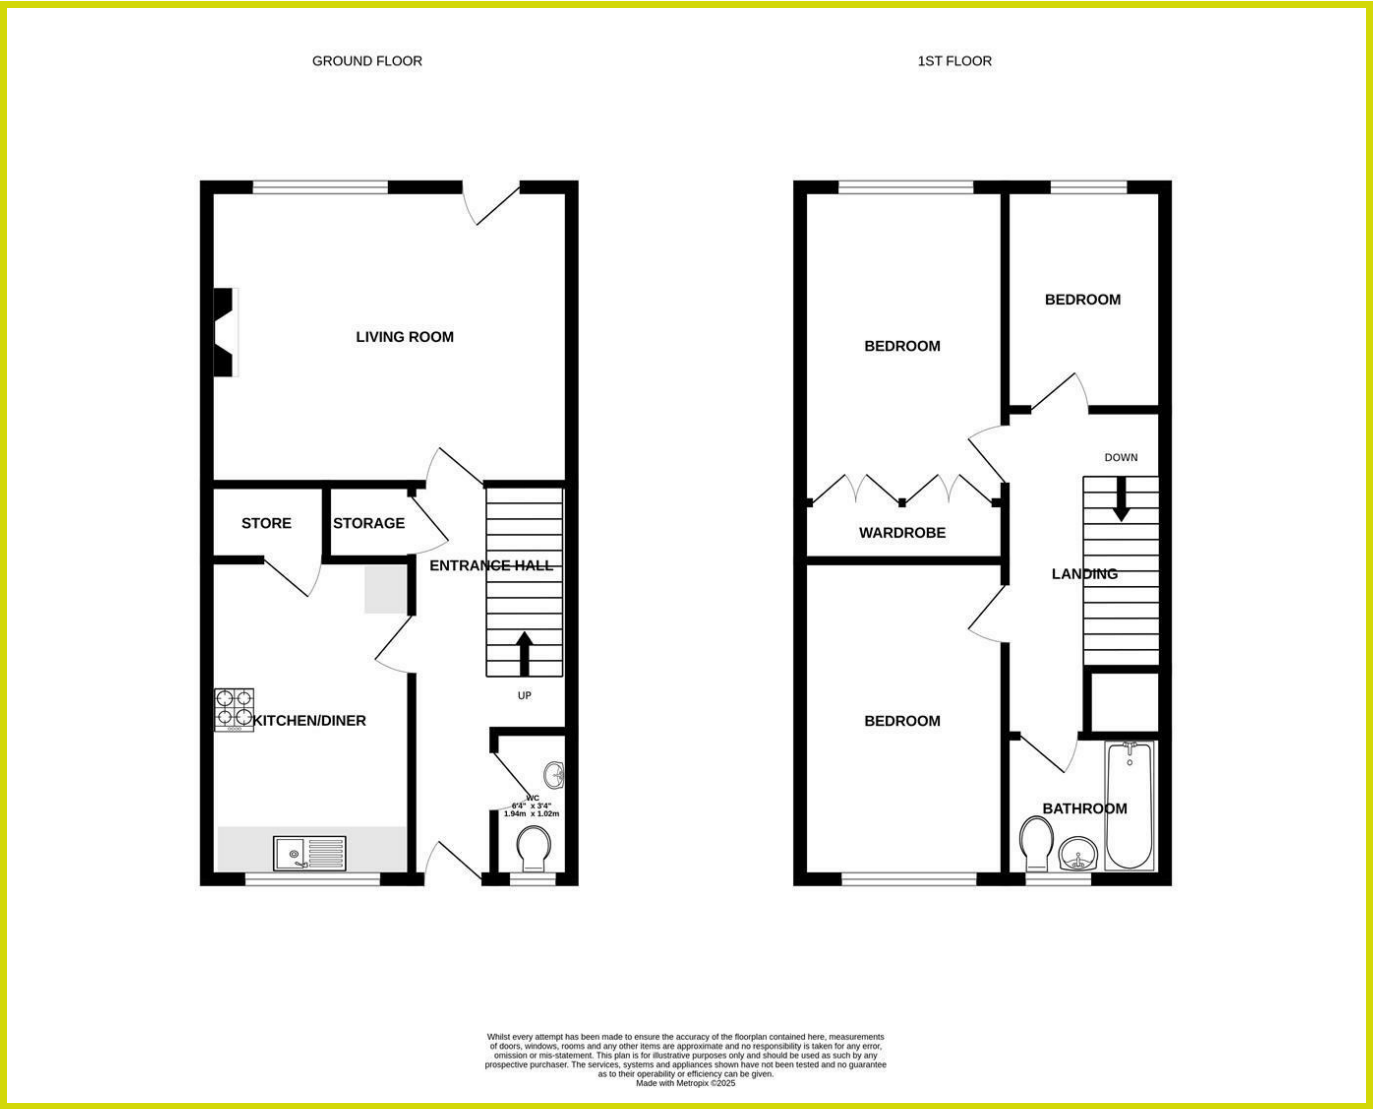 GROUND FLOOR
1ST FLOOR
LIVING ROOM
STORE
STORAGE
ENTRANCE HALL
UP
KITCHEN/DINER
WC
6'4" x 3'4"
1.94m x 1.02m
BEDROOM
BEDROOM
DOWN
WARDROBE
LANDING
BEDROOM
BATHROOM
Whilst every attempt has been made to ensure the accuracy of the floorplan contained here, measurements
of doors, windows, rooms and any other items are approximate and no responsibility is taken for any error,
omission or mis-statement. This plan is for illustrative purposes only and should be used as such by any
prospective purchaser. The services, systems and appliances shown have not been tested and no guarantee
as to their operability or efficiency can be given.
Made with Metropix ©2025